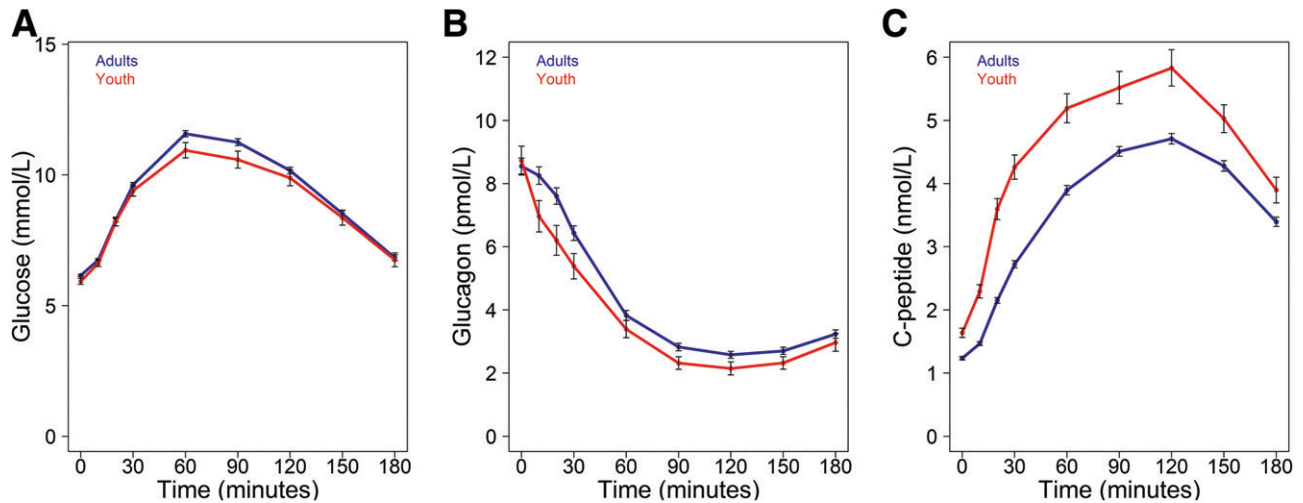 A
Glucose (mmol/L)
15
10
5
0
Adults
Youth
0 30 60 90 120 150 180
Time (minutes)
B
Glucagon (pmol/L)
12
10
8
6
4
2
0
Adults
Youth
0 30 60 90 120 150 180
Time (minutes)
C
C-peptide (nmol/L)
6
5
4
3
2
1
0
Adults
Youth
0 30 60 90 120 150 180
Time (minutes)